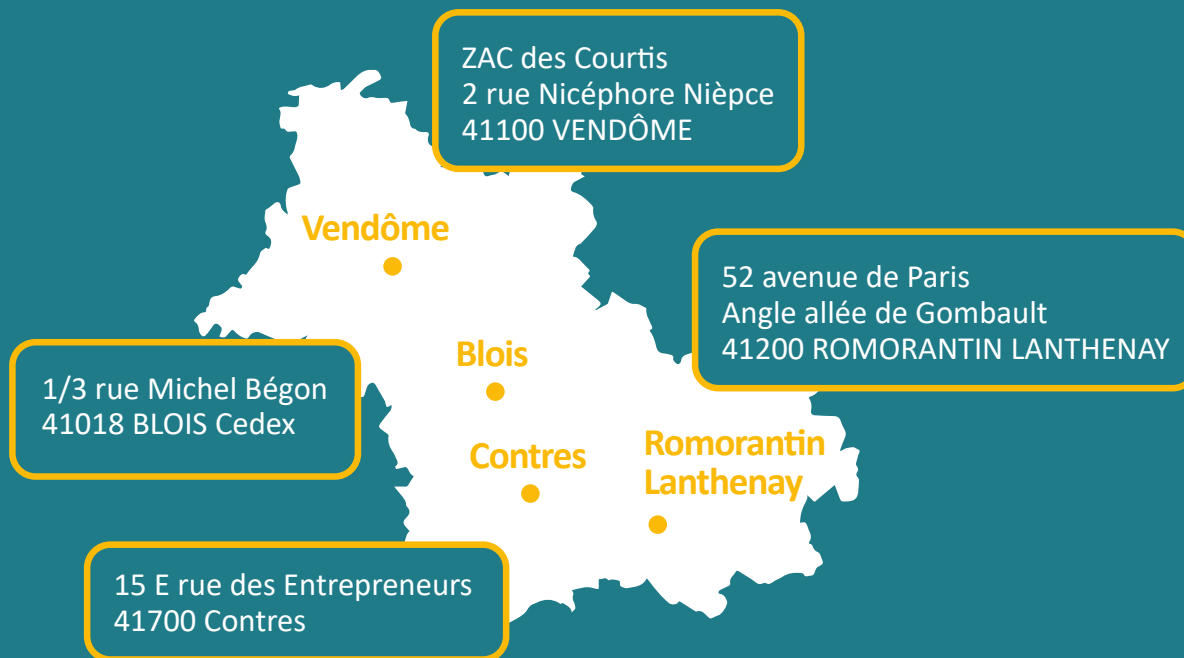 ZAC des Courtis
2 rue Nicéphore Nièpce
41100 VENDÔME
Vendôme
52 avenue de Paris
Angle allée de Gombault
41200 ROMORANTIN LANTHENAY
Blois
1/3 rue Michel Bégon
41018 BLOIS Cedex
Contres
Romorantin
Lanthenay
15 E rue des Entrepreneurs
41700 Contres